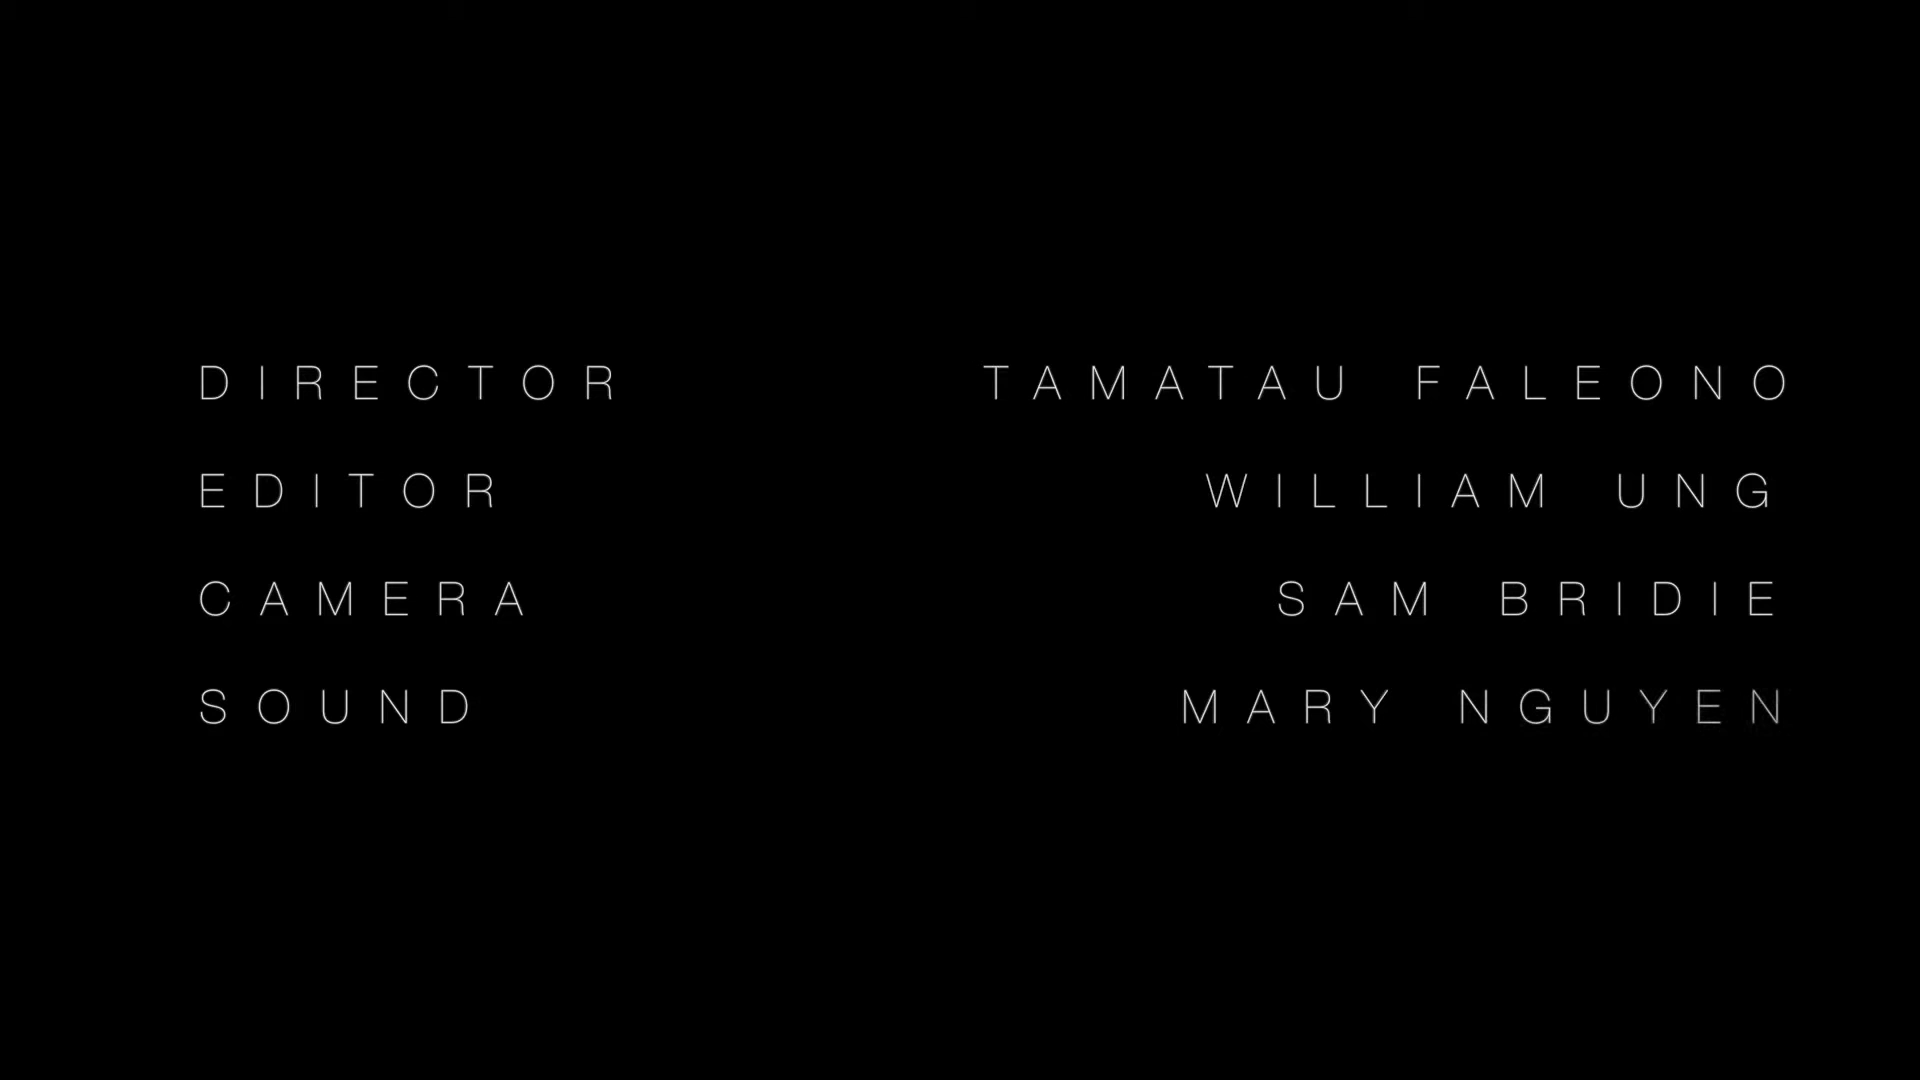 DIRECTOR TAMATAU FALEONO
EDITOR WILLIAM UNG
CAMERA SAM BRIDIE
SOUND MARY NGUYEN